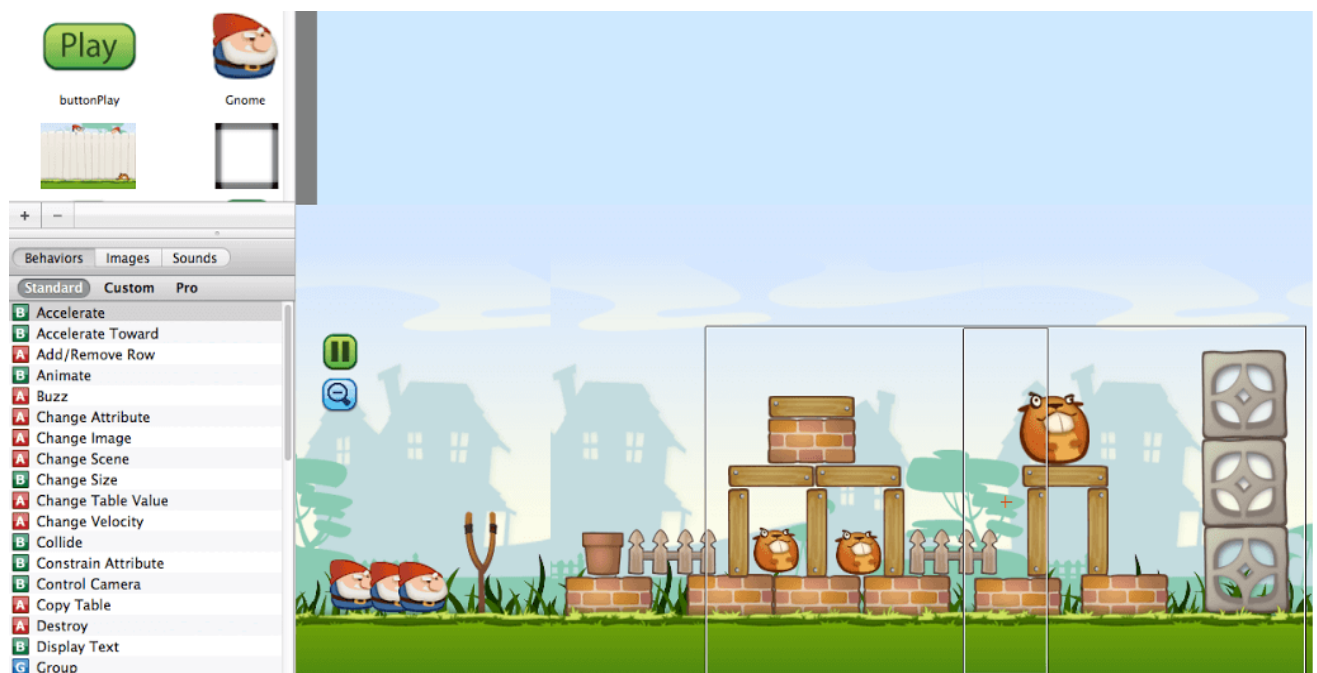 Play
buttonPlay
Gnome
+ −
Behaviors Images Sounds
Standard Custom Pro
B Accelerate
B Accelerate Toward
A Add/Remove Row
B Animate
A Buzz
A Change Attribute
A Change Image
A Change Scene
B Change Size
A Change Table Value
A Change Velocity
B Collide
B Constrain Attribute
B Control Camera
A Copy Table
A Destroy
B Display Text
G Group